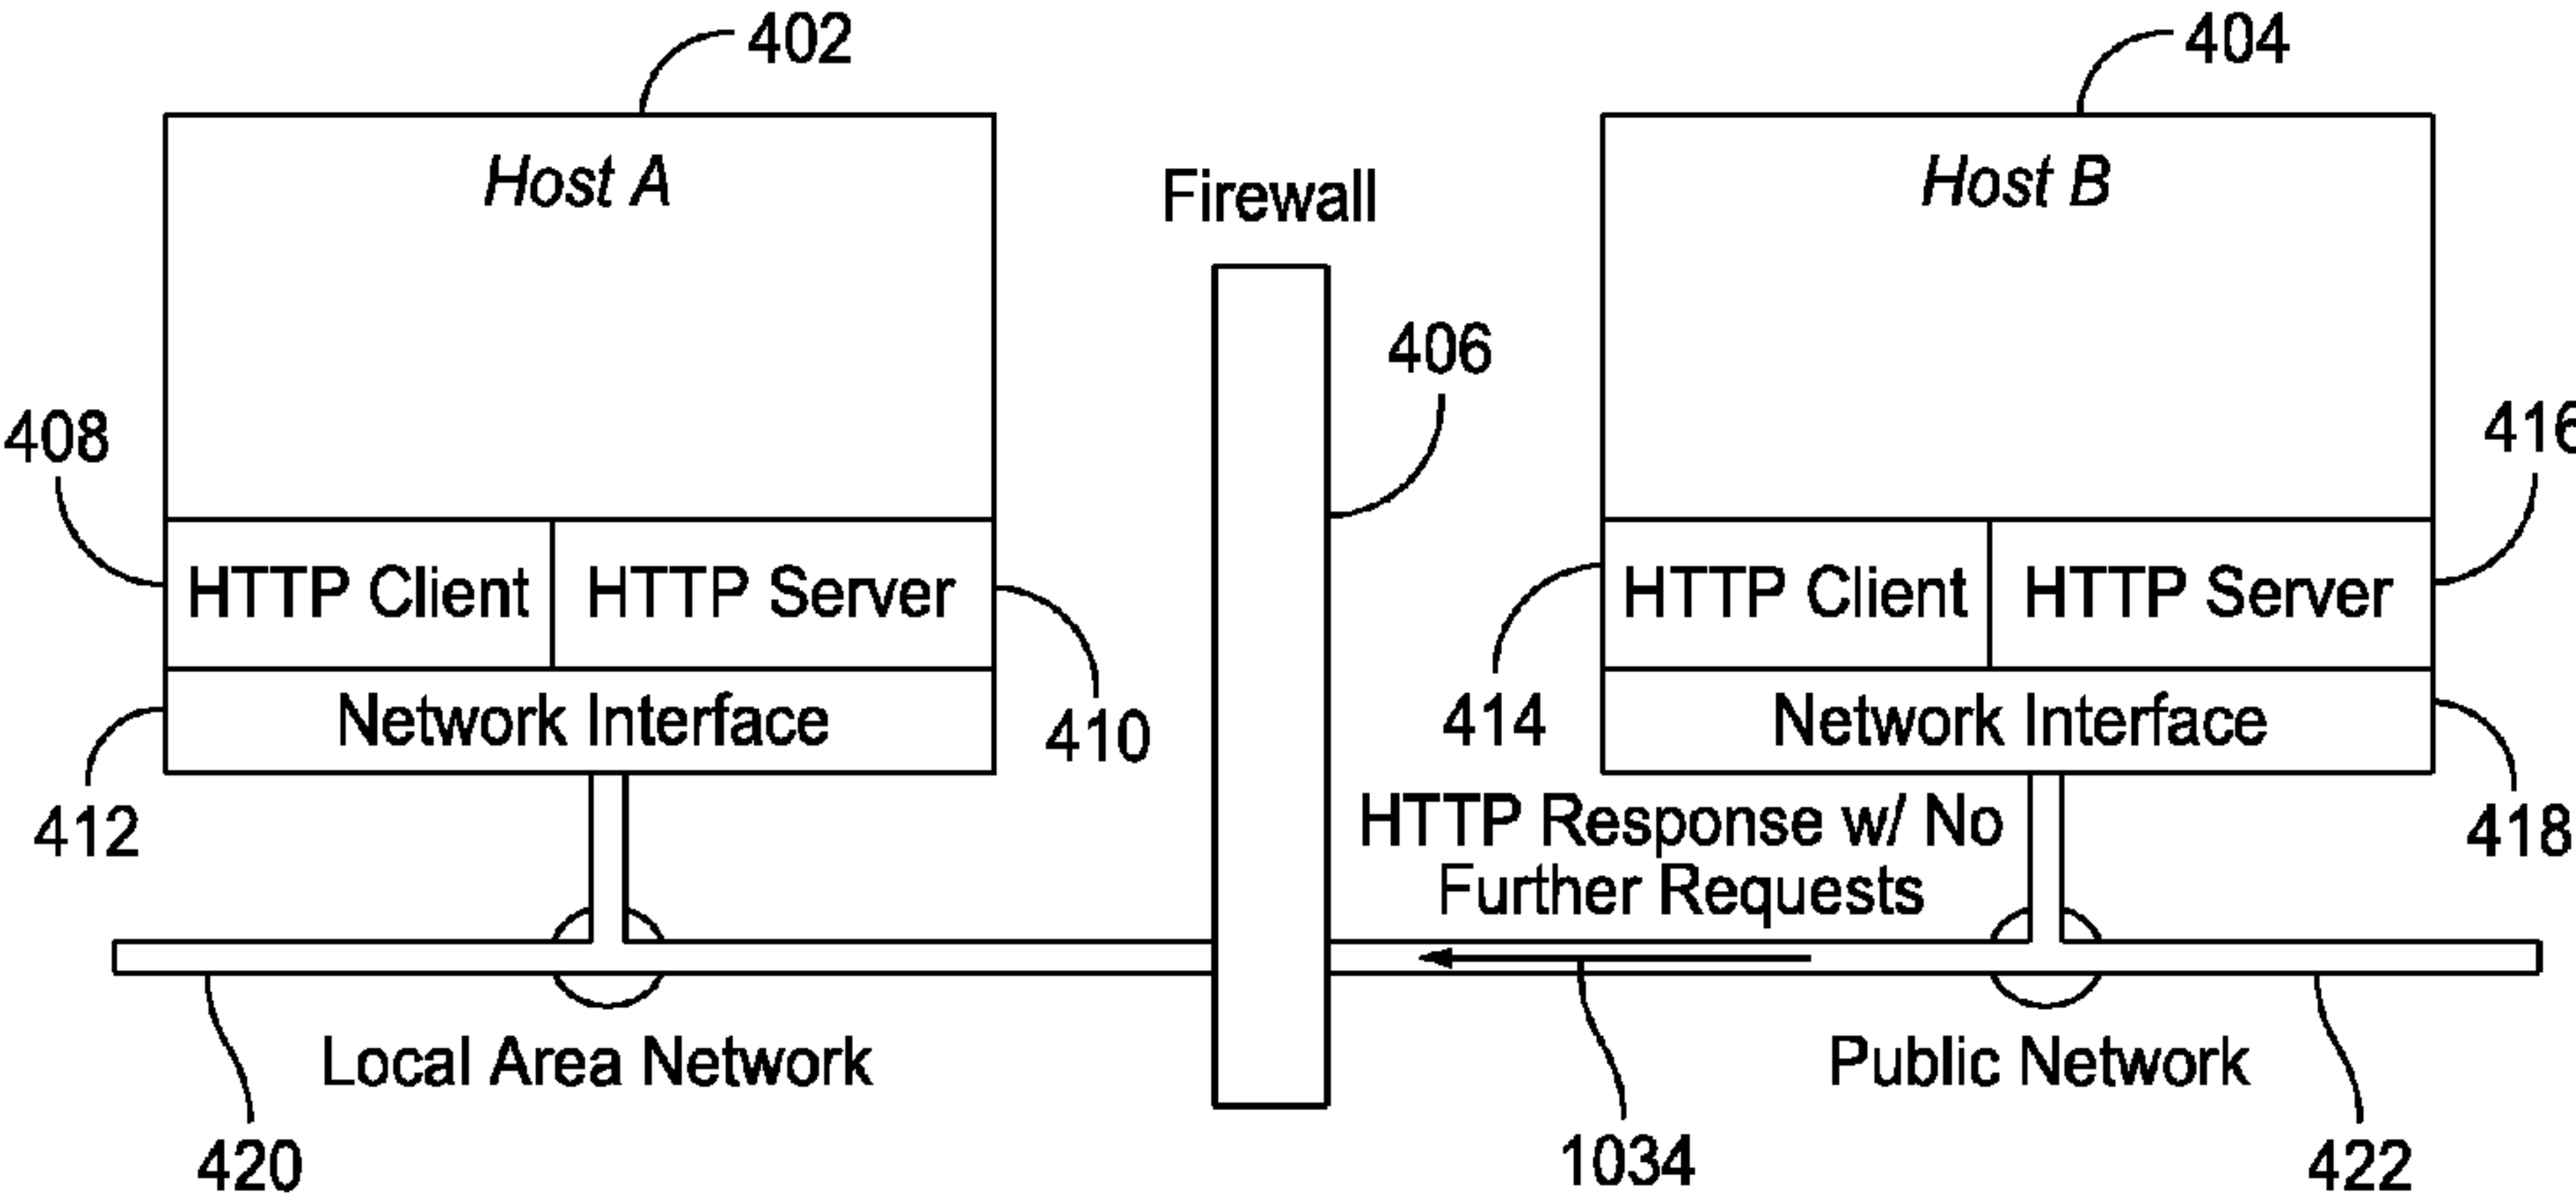 402
404
Host A
Host B
Firewall
406
408
416
HTTP Client
HTTP Server
HTTP Client
HTTP Server
Network Interface
410
414
Network Interface
412
HTTP Response w/ No
Further Requests
418
Local Area Network
Public Network
420
1034
422